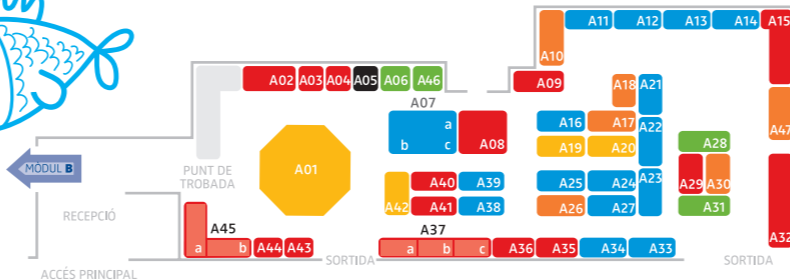 A11 A12 A13 A14 A15
A10
A02 A03 A04 A05 A06 A46
A09
A18 A21
A07
a
b c
A08
A16 A17
A22
A47
A19 A20
A28
MÒDUL B
PUNT DE
TROBADA
A01
A40 A39
A25 A24 A23
A29 A30
A42
A41 A38
A26 A27
A31
RECEPCIÓ
A45
a b
A44 A43
A37
a b c
A36 A35 A34 A33
A32
SORTIDA
SORTIDA
ACCÉS PRINCIPAL